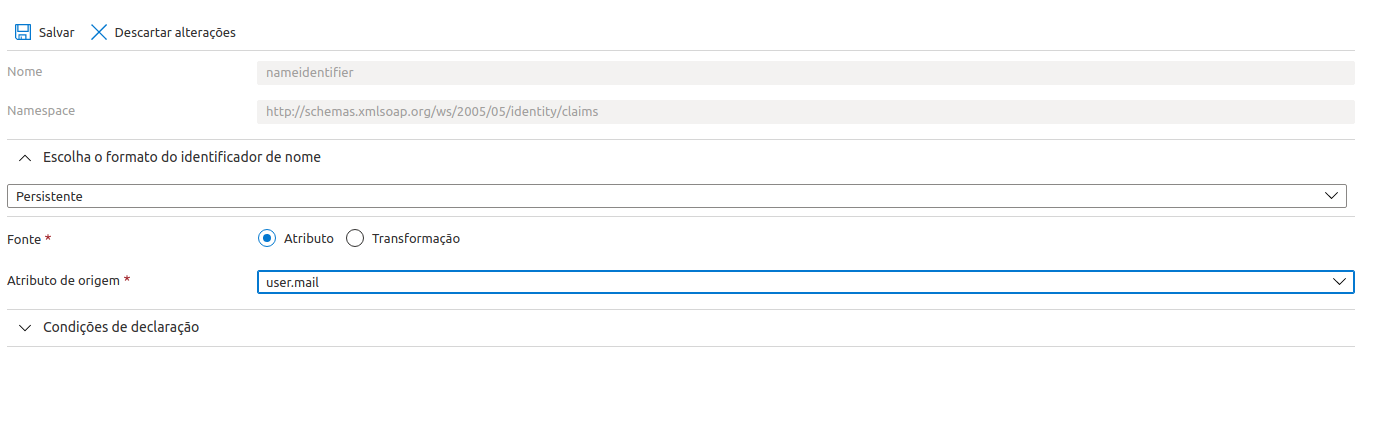 Salvar Descartar alterações
Nome nameidentifier
Namespace http://schemas.xmlsoap.org/ws/2005/05/identity/claims
Escolha o formato do identificador de nome
Persistente
Fonte * Atributo Transformação
Atributo de origem * user.mail
Condições de declaração